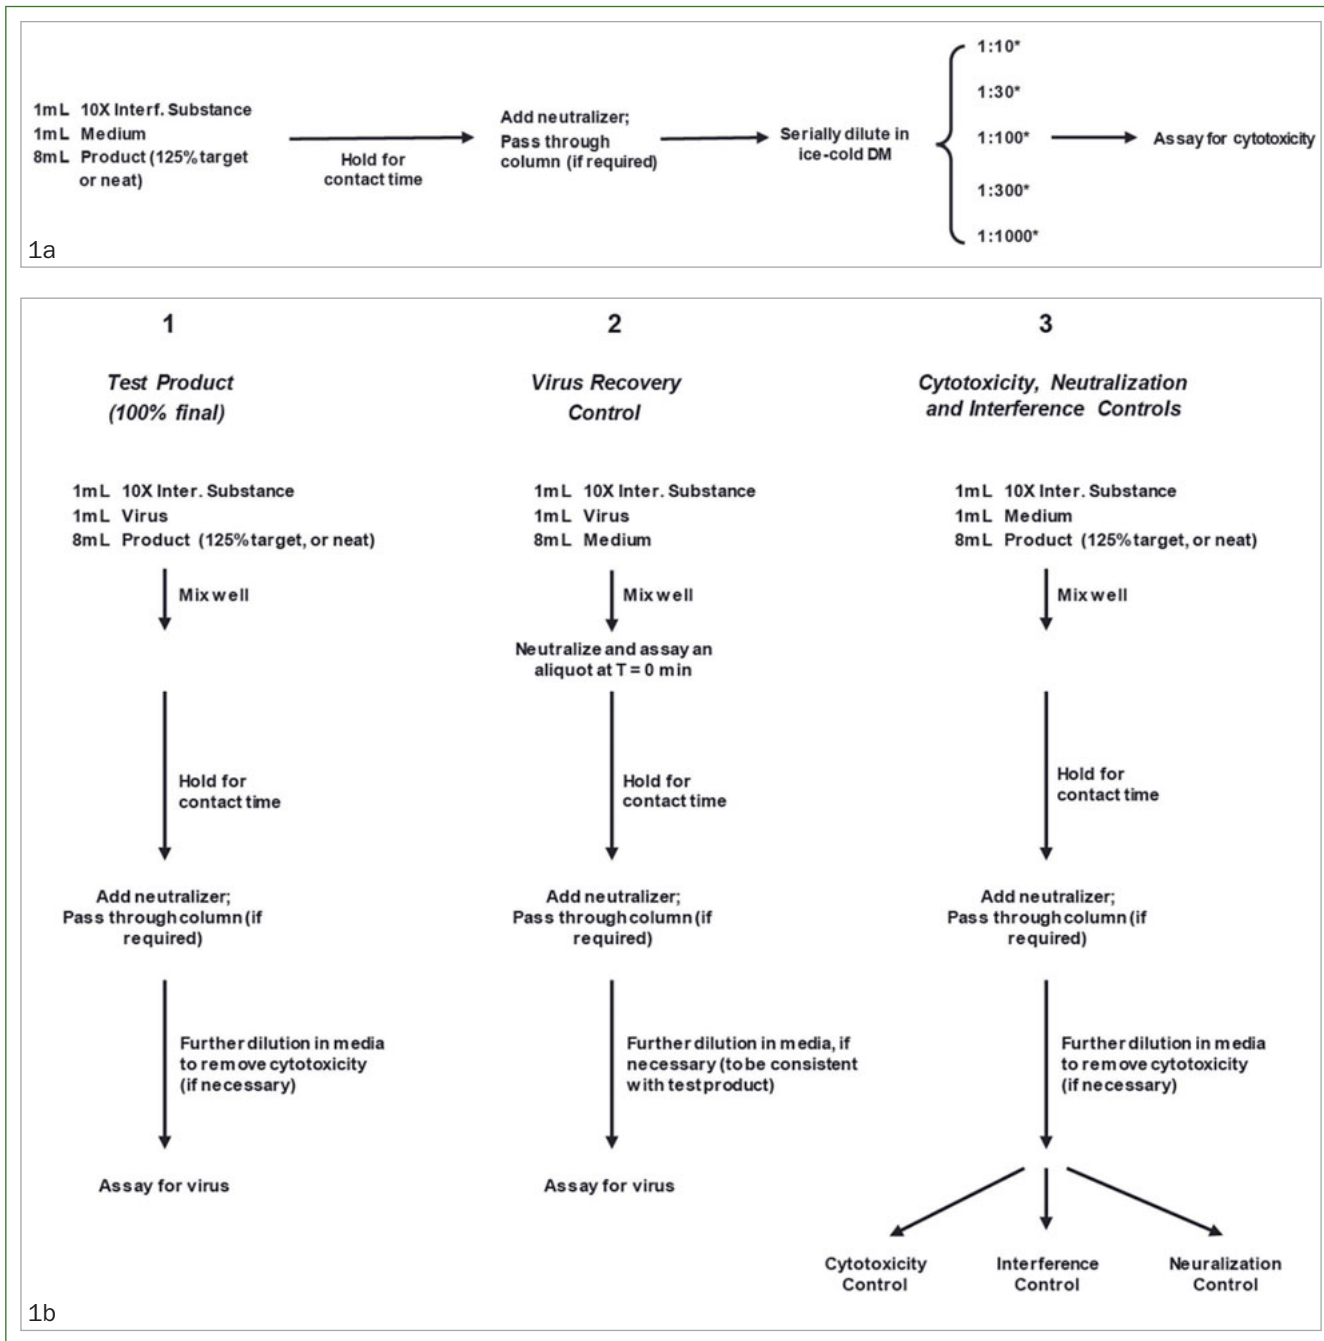 1mL 10X Interf. Substance
1mL Medium
8mL Product (125% target
or neat)
Hold for
contact time
Add neutralizer;
Pass through
column (if required)
Serially dilute in
ice-cold DM
1:10*
1:30*
1:100*
1:300*
1:1000*
Assay for cytotoxicity
1a
1
Test Product
(100% final)
1mL 10X Inter. Substance
1mL Virus
8mL Product (125% target, or neat)
Mix well
Hold for
contact time
Add neutralizer;
Pass through column (if
required)
Further dilution in media
to remove cytotoxicity
(if necessary)
Assay for virus
2
Virus Recovery
Control
1mL 10X Inter. Substance
1mL Virus
8mL Medium
Mix well
Neutralize and assay an
aliquot at T = 0 min
Hold for
contact time
Add neutralizer;
Pass through column (if
required)
Further dilution in media, if
necessary (to be consistent
with test product)
Assay for virus
3
Cytotoxicity, Neutralization
and Interference Controls
1mL 10X Inter. Substance
1mL Medium
8mL Product (125% target, or neat)
Mix well
Hold for
contact time
Add neutralizer;
Pass through column (if
required)
Further dilution in media
to remove cytotoxicity
(if necessary)
Cytotoxicity
Control
Interference
Control
Neuralization
Control
1b